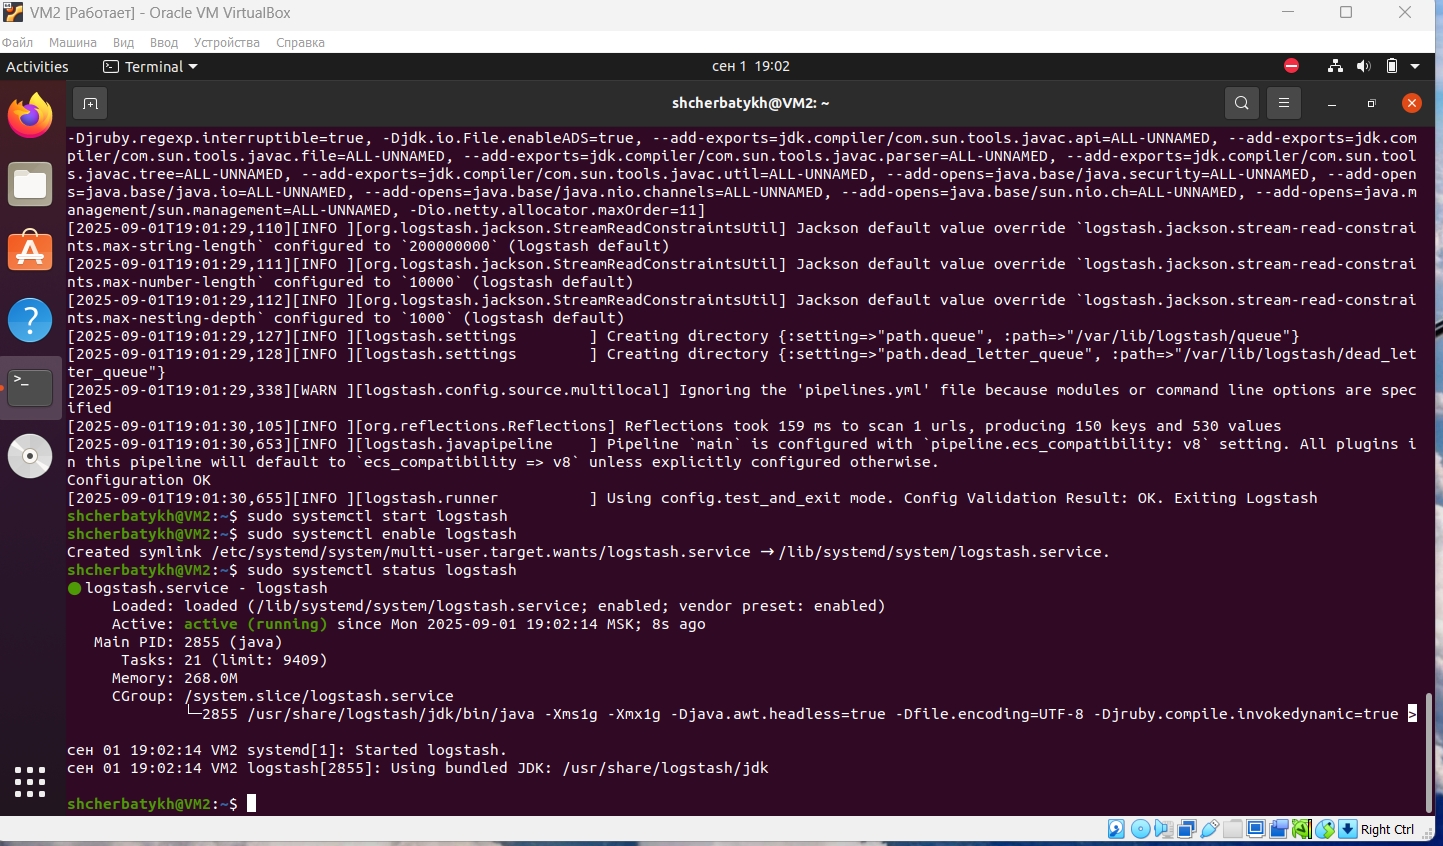 VM2 [Работает] - Oracle VM VirtualBox
Файл Машина Вид Ввод Устройства Справка
Activities Terminal сен 1 19:02
shcherbatykh@VM2: ~
-Djruby.regexp.interruptible=true, -Djdk.io.File.enableADS=true, --add-exports=jdk.compiler/com.sun.tools.javac.api=ALL-UNNAMED, --add-exports=jdk.com
piler/com.sun.tools.javac.file=ALL-UNNAMED, --add-exports=jdk.compiler/com.sun.tools.javac.parser=ALL-UNNAMED, --add-exports=jdk.compiler/com.sun.tool
s.javac.tree=ALL-UNNAMED, --add-exports=jdk.compiler/com.sun.tools.javac.util=ALL-UNNAMED, --add-opens=java.base/java.security=ALL-UNNAMED, --add-open
s=java.base/java.io=ALL-UNNAMED, --add-opens=java.base/java.nio.channels=ALL-UNNAMED, --add-opens=java.base/sun.nio.ch=ALL-UNNAMED, --add-opens=java.m
anagement/sun.management=ALL-UNNAMED, -Dio.netty.allocator.maxOrder=11]
[2025-09-01T19:01:29,110][INFO ][org.logstash.jackson.StreamReadConstraintsUtil] Jackson default value override `logstash.jackson.stream-read-constrai
nts.max-string-length` configured to `200000000` (logstash default)
[2025-09-01T19:01:29,111][INFO ][org.logstash.jackson.StreamReadConstraintsUtil] Jackson default value override `logstash.jackson.stream-read-constrai
nts.max-number-length` configured to `10000` (logstash default)
[2025-09-01T19:01:29,112][INFO ][org.logstash.jackson.StreamReadConstraintsUtil] Jackson default value override `logstash.jackson.stream-read-constrai
nts.max-nesting-depth` configured to `1000` (logstash default)
[2025-09-01T19:01:29,127][INFO ][logstash.settings        ] Creating directory {:setting=>"path.queue", :path=>"/var/lib/logstash/queue"}
[2025-09-01T19:01:29,128][INFO ][logstash.settings        ] Creating directory {:setting=>"path.dead_letter_queue", :path=>"/var/lib/logstash/dead_let
ter_queue"}
[2025-09-01T19:01:29,338][WARN ][logstash.config.source.multilocal] Ignoring the 'pipelines.yml' file because modules or command line options are spec
ified
[2025-09-01T19:01:30,105][INFO ][org.reflections.Reflections] Reflections took 159 ms to scan 1 urls, producing 150 keys and 530 values
[2025-09-01T19:01:30,653][INFO ][logstash.javapipeline    ] Pipeline `main` is configured with `pipeline.ecs_compatibility: v8` setting. All plugins i
n this pipeline will default to `ecs_compatibility => v8` unless explicitly configured otherwise.
Configuration OK
[2025-09-01T19:01:30,655][INFO ][logstash.runner          ] Using config.test_and_exit mode. Config Validation Result: OK. Exiting Logstash
shcherbatykh@VM2:~$ sudo systemctl start logstash
shcherbatykh@VM2:~$ sudo systemctl enable logstash
Created symlink /etc/systemd/system/multi-user.target.wants/logstash.service → /lib/systemd/system/logstash.service.
shcherbatykh@VM2:~$ sudo systemctl status logstash
● logstash.service - logstash
Loaded: loaded (/lib/systemd/system/logstash.service; enabled; vendor preset: enabled)
Active: active (running) since Mon 2025-09-01 19:02:14 MSK; 8s ago
Main PID: 2855 (java)
Tasks: 21 (limit: 9409)
Memory: 268.0M
CGroup: /system.slice/logstash.service
└─2855 /usr/share/logstash/jdk/bin/java -Xms1g -Xmx1g -Djava.awt.headless=true -Dfile.encoding=UTF-8 -Djruby.compile.invokedynamic=true >
сен 01 19:02:14 VM2 systemd[1]: Started logstash.
сен 01 19:02:14 VM2 logstash[2855]: Using bundled JDK: /usr/share/logstash/jdk
shcherbatykh@VM2:~$
Right Ctrl